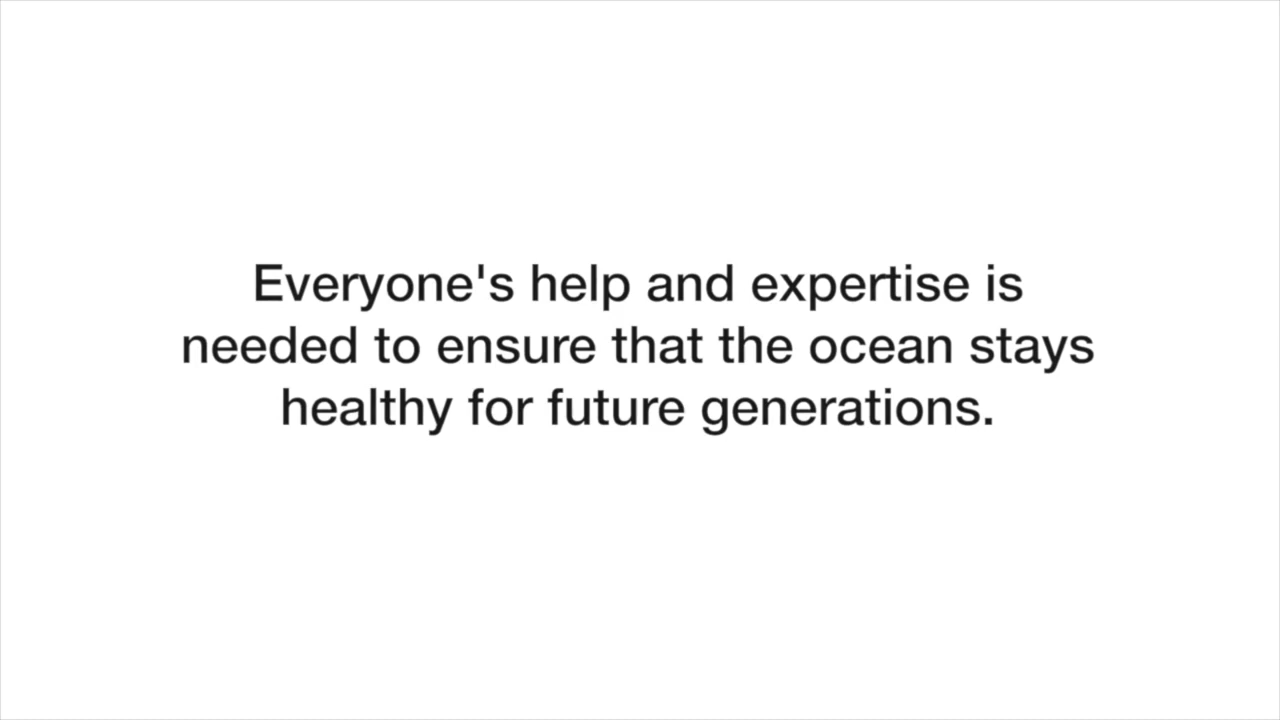 Everyone's help and expertise is
needed to ensure that the ocean stays
healthy for future generations.